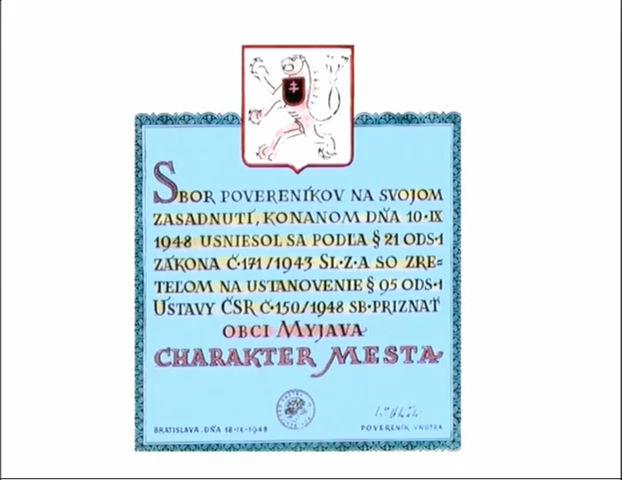 SBOR POVERENÍKOV NA SVOJOM
ZASADNUTÍ, KONANOM DŇA 10·IX
1948 USNIESOL SA PODĽA § 21 ODS·1
ZÁKONA Č·171/1943 SL·Z·A SO ZRE=
TEĽOM NA USTANOVENIE § 95 ODS·1
ÚSTAVY ČSR Č·150/1948 SB·PRIZNAŤ
OBCI MYJAVA
CHARAKTER MESTA
BRATISLAVA, DŇA 18·IX·1948
POVERENÍK VNÚTRA